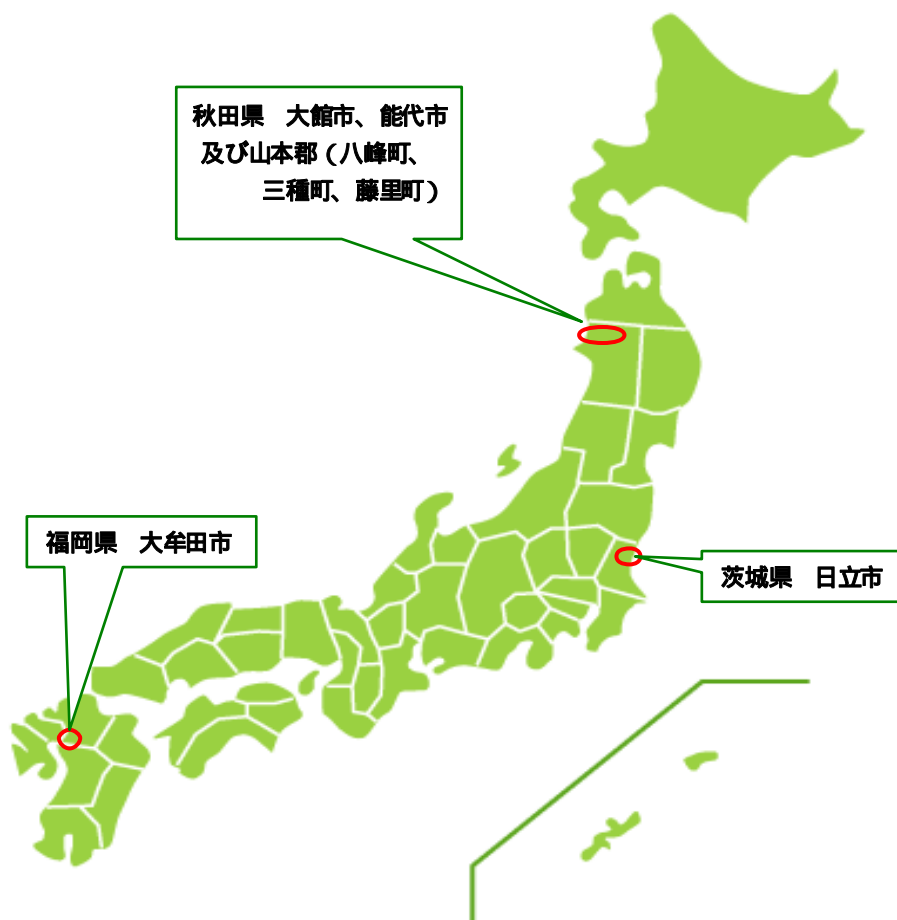 秋田県　大館市、能代市
及び山本郡（八峰町、
三種町、藤里町）
福岡県　大牟田市
茨城県　日立市